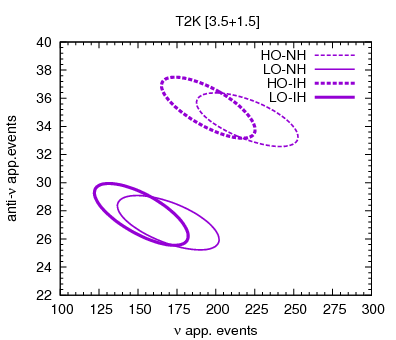 T2K [3.5+1.5]
HO-NH
LO-NH
HO-IH
LO-IH
40
38
36
34
32
30
28
26
24
22
anti-ν app.events
100 125 150 175 200 225 250 275 300
ν app. events